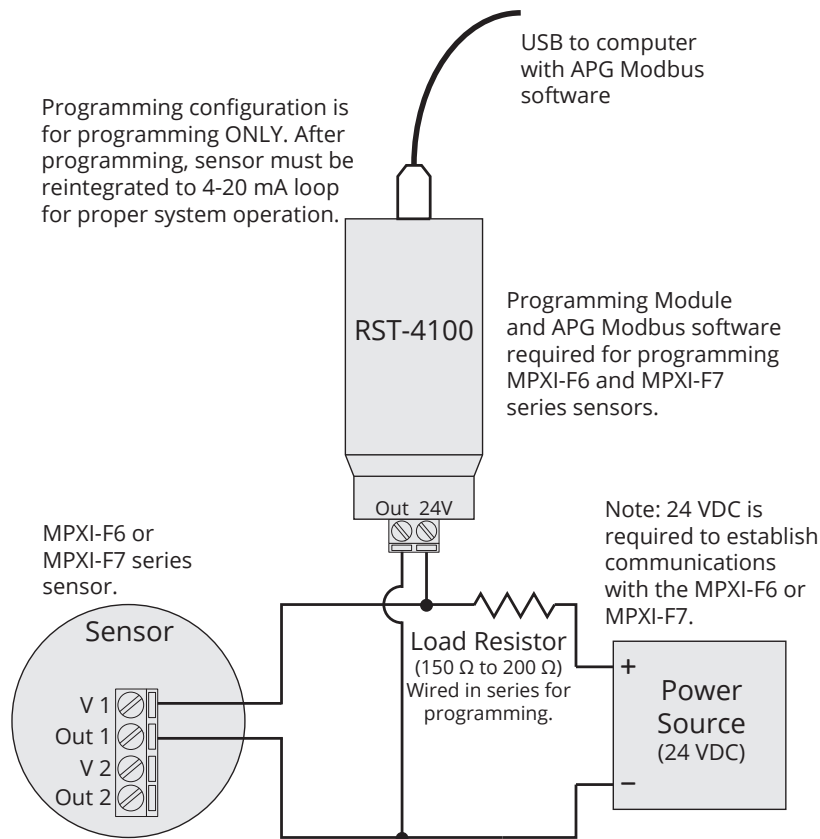 USB to computer
with APG Modbus
software
Programming configuration is
for programming ONLY. After
programming, sensor must be
reintegrated to 4-20 mA loop
for proper system operation.
RST-4100
Programming Module
and APG Modbus software
required for programming
MPXI-F6 and MPXI-F7
series sensors.
Out 24V
MPXI-F6 or
MPXI-F7 series
sensor.
Note: 24 VDC is
required to establish
communications
with the MPXI-F6 or
MPXI-F7.
Sensor
V 1
Out 1
V 2
Out 2
Load Resistor
(150 Ω to 200 Ω)
Wired in series for
programming.
+
Power
Source
(24 VDC)
−